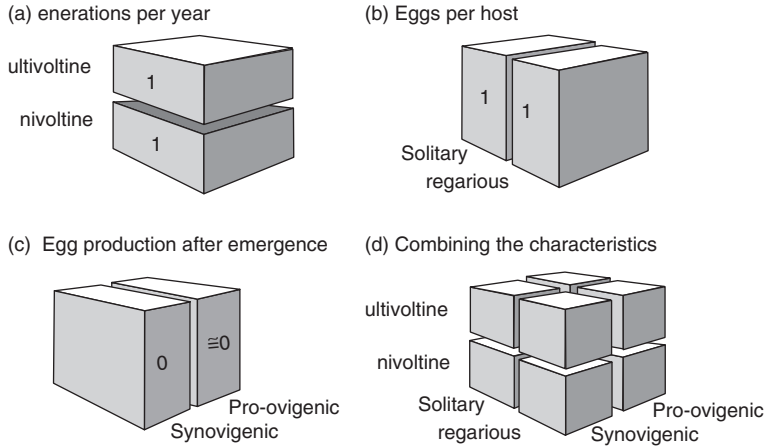 (a) enerations per year
ultivoltine
1
nivoltine
1
(b) Eggs per host
1
1
Solitary
regarious
(c) Egg production after emergence
0
≅0
Pro-ovigenic
Synovigenic
(d) Combining the characteristics
ultivoltine
nivoltine
Solitary
regarious
Pro-ovigenic
Synovigenic